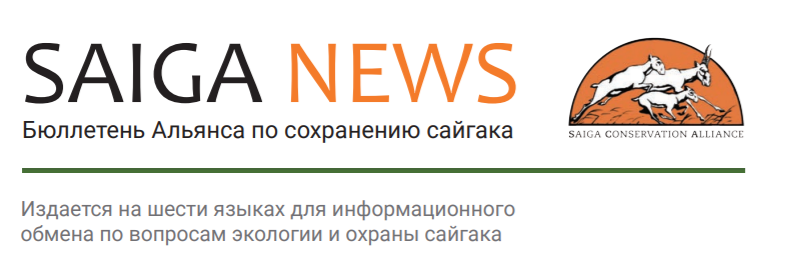 SAIGA NEWS
Бюллетень Альянса по сохранению сайгака
SAIGA CONSERVATION ALLIANCE
Издается на шести языках для информационного
обмена по вопросам экологии и охраны сайгака